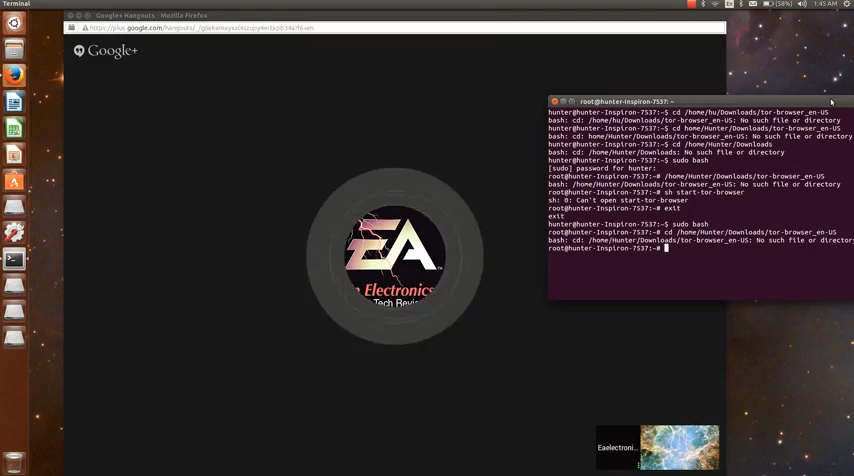 Terminal
En
(58%)
1:45 AM
Google+ Hangouts - Mozilla Firefox
Google+
EA
TM
n Electronics
Tech Revie
root@hunter-Inspiron-7537: ~
hunter@hunter-Inspiron-7537:~$ cd /home/hu/Downloads/tor-browser_en-US
bash: cd: /home/hu/Downloads/tor-browser_en-US: No such file or directory
hunter@hunter-Inspiron-7537:~$ cd home/Hunter/Downloads/tor-browser_en-US
bash: cd: home/Hunter/Downloads/tor-browser_en-US: No such file or directory
hunter@hunter-Inspiron-7537:~$ cd /home/Hunter/Downloads
bash: cd: /home/Hunter/Downloads: No such file or directory
hunter@hunter-Inspiron-7537:~$ sudo bash
[sudo] password for hunter:
root@hunter-Inspiron-7537:~# /home/Hunter/Downloads/tor-browser_en-US
bash: /home/Hunter/Downloads/tor-browser_en-US: No such file or directory
root@hunter-Inspiron-7537:~# sh start-tor-browser
sh: 0: Can't open start-tor-browser
root@hunter-Inspiron-7537:~# exit
exit
hunter@hunter-Inspiron-7537:~$ sudo bash
root@hunter-Inspiron-7537:~# cd /home/Hunter/Downloads/tor-browser_en-US
bash: cd: /home/Hunter/Downloads/tor-browser_en-US: No such file or directory
root@hunter-Inspiron-7537:~#
Eaelectroni...